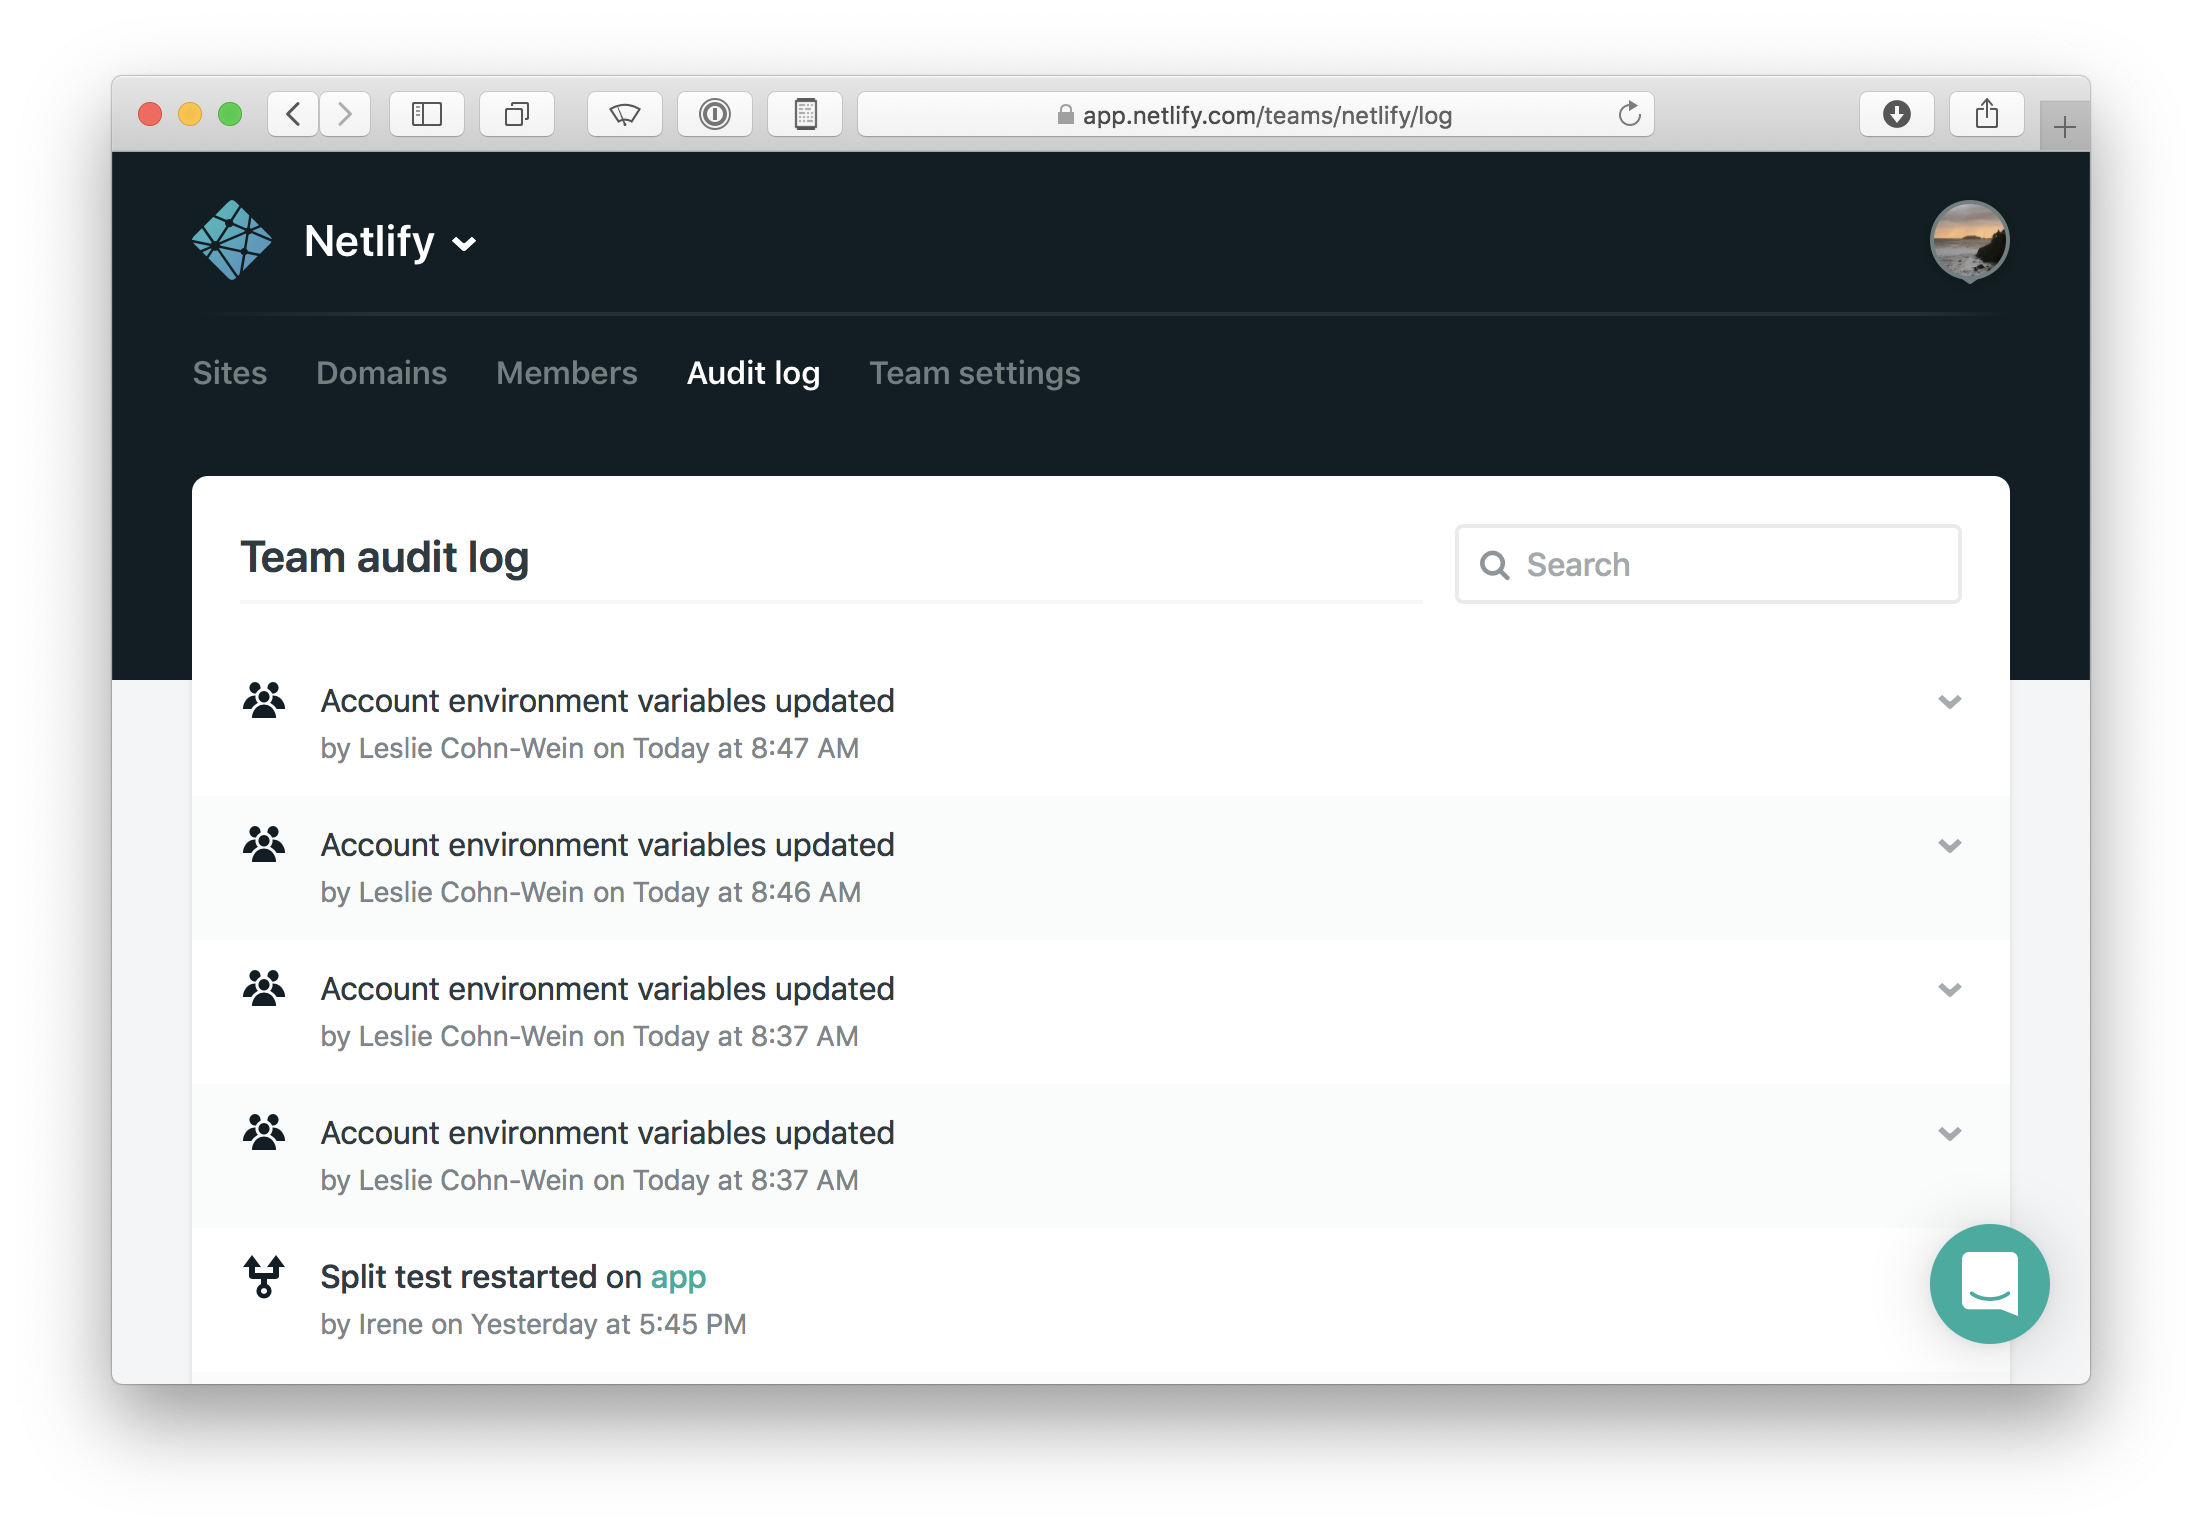 app.netlify.com/teams/netlify/log
Netlify
Sites Domains Members Audit log Team settings
Team audit log
Search
Account environment variables updated
by Leslie Cohn-Wein on Today at 8:47 AM
Account environment variables updated
by Leslie Cohn-Wein on Today at 8:46 AM
Account environment variables updated
by Leslie Cohn-Wein on Today at 8:37 AM
Account environment variables updated
by Leslie Cohn-Wein on Today at 8:37 AM
Split test restarted on app
by Irene on Yesterday at 5:45 PM